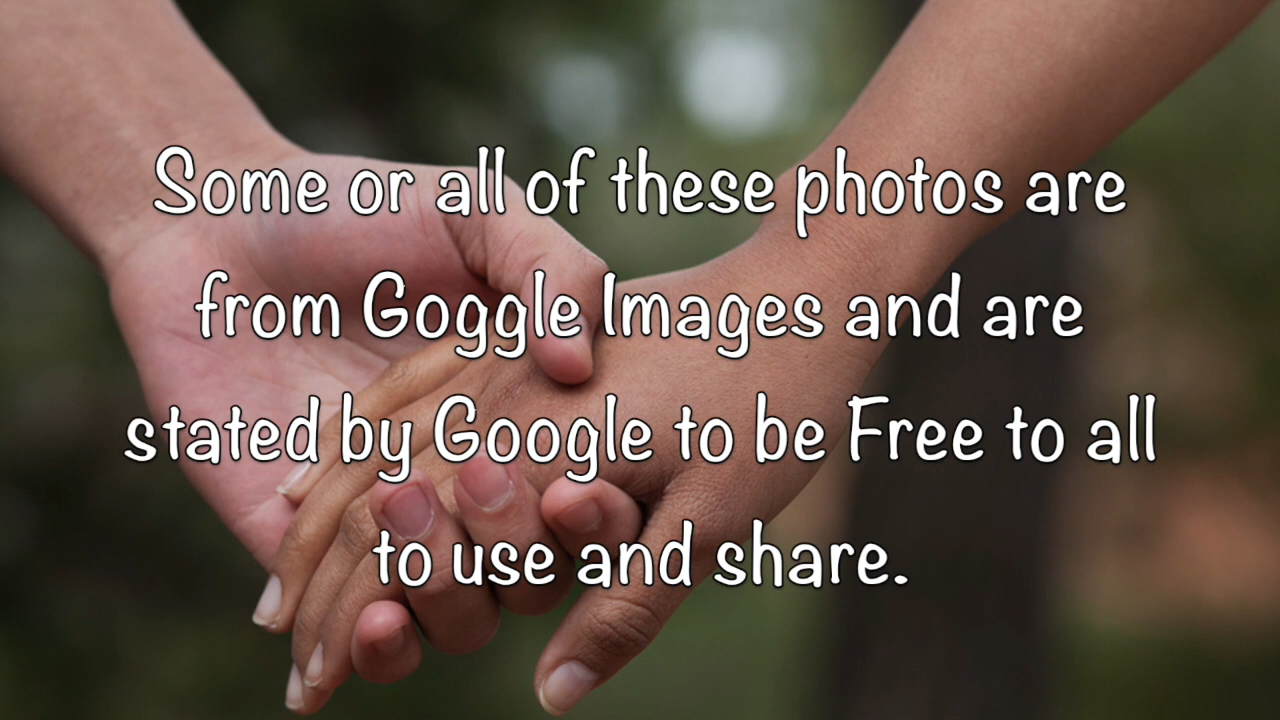 Some or all of these photos are
from Goggle Images and are
stated by Google to be Free to all
to use and share.